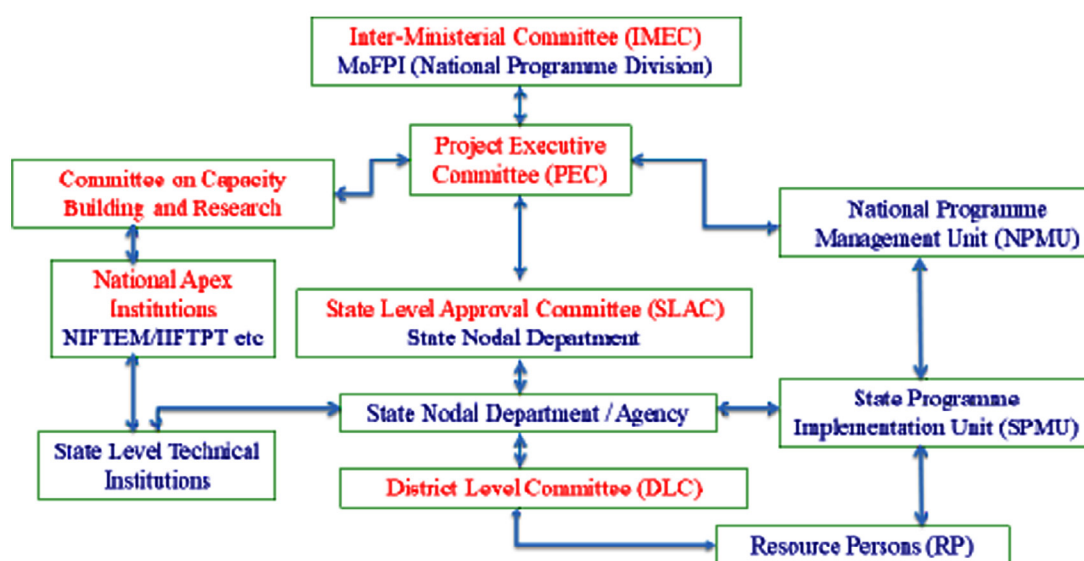 Inter-Ministerial Committee (IMEC)
MoFPI (National Programme Division)
Project Executive
Committee (PEC)
Committee on Capacity
Building and Research
National Programme
Management Unit (NPMU)
National Apex
Institutions
NIFTEM/IIFTPT etc
State Level Approval Committee (SLAC)
State Nodal Department
State Nodal Department / Agency
State Programme
Implementation Unit (SPMU)
State Level Technical
Institutions
District Level Committee (DLC)
Resource Persons (RP)